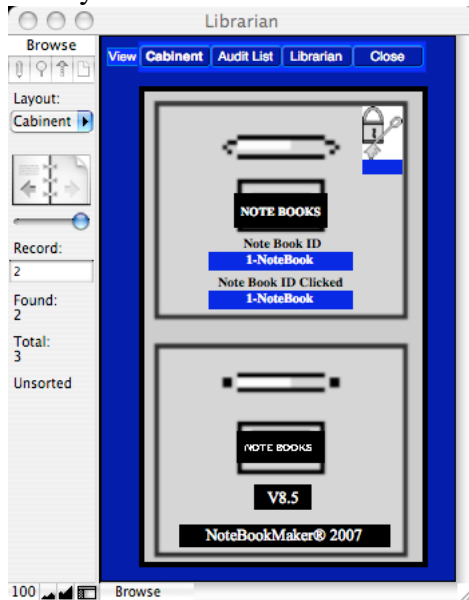 Librarian
Browse
Layout:
Cabinent
Record:
2
Found:
2
Total:
3
Unsorted
View Cabinent Audit List Librarian Close
NOTE BOOKS
Note Book ID
1-NoteBook
Note Book ID Clicked
1-NoteBook
NOTE BOOKS
V8.5
NoteBookMaker® 2007
100 Browse